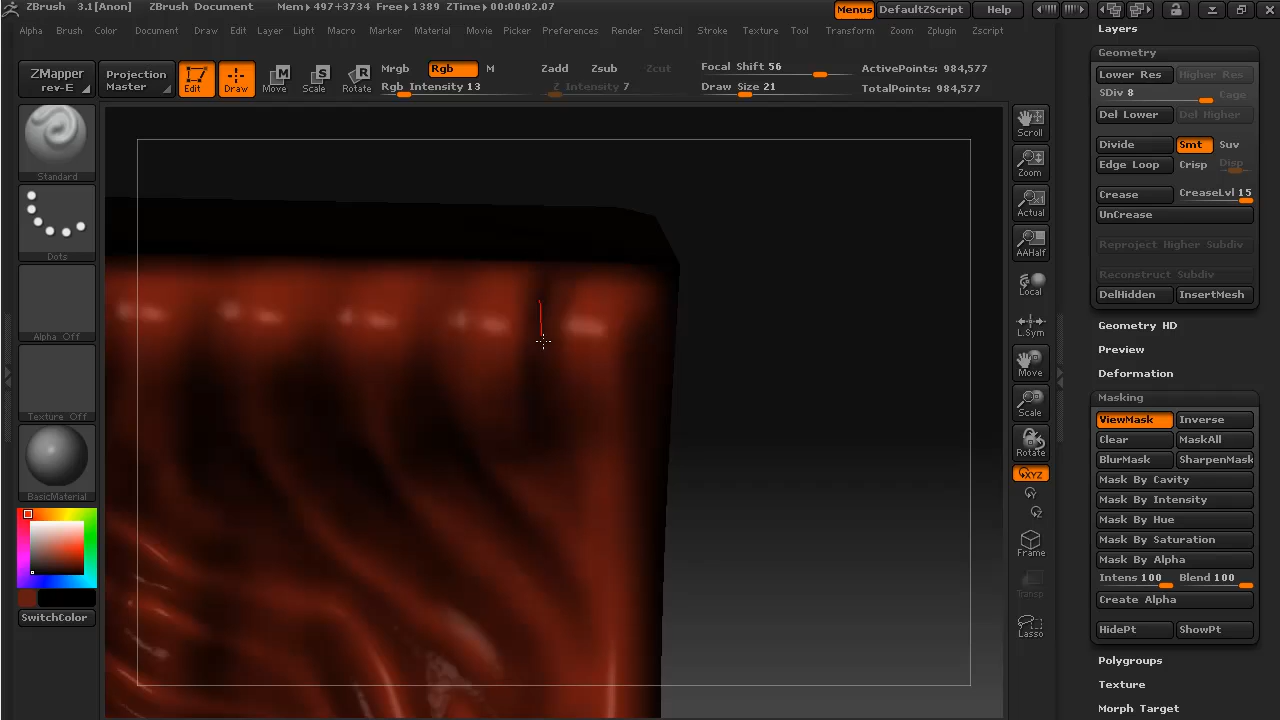 ZBrush 3.1[Anon] ZBrush Document Mem▶497+3734 Free▶1389 ZTime▶00:00:02.07 Menus DefaultZScript Help
Alpha Brush Color Document Draw Edit Layer Light Macro Marker Material Movie Picker Preferences Render Stencil Stroke Texture Tool Transform Zoom Zplugin Zscript
ZMapper
rev-E
Projection
Master
Edit Draw Move Scale Rotate
Mrgb Rgb M
Rgb Intensity 13
Zadd Zsub Zcut
Z Intensity 7
Focal Shift 56
Draw Size 21
ActivePoints: 984,577
TotalPoints: 984,577
Standard
Dots
Alpha Off
Texture Off
BasicMaterial
SwitchColor
Scroll
Zoom
Actual
AAHalf
Local
L.Sym
Move
Scale
Rotate
XYZ
Y
Z
Frame
Transp
Lasso
Layers
Geometry
Lower Res Higher Res
SDiv 8 Cage
Del Lower Del Higher
Divide Smt Suv
Edge Loop Crisp Disp
Crease CreaseLvl 15
UnCrease
Reproject Higher Subdiv
Reconstruct Subdiv
DelHidden InsertMesh
Geometry HD
Preview
Deformation
Masking
ViewMask Inverse
Clear MaskAll
BlurMask SharpenMask
Mask By Cavity
Mask By Intensity
Mask By Hue
Mask By Saturation
Mask By Alpha
Intens 100 Blend 100
Create Alpha
HidePt ShowPt
Polygroups
Texture
Morph Target